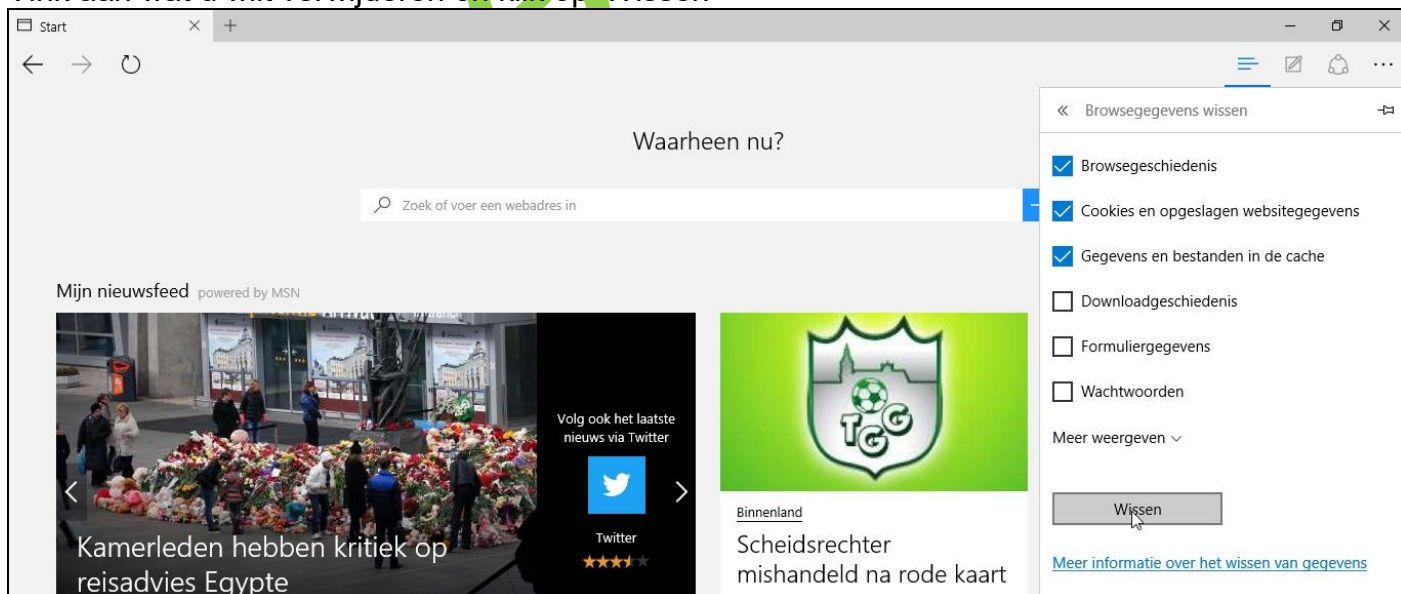 Start
Browsegegevens wissen
Waarheen nu?
Zoek of voer een webadres in
Browsegeschiedenis
Cookies en opgeslagen websitegegevens
Gegevens en bestanden in de cache
Downloadgeschiedenis
Formuliergegevens
Wachtwoorden
Meer weergeven
Wissen
Meer informatie over het wissen van gegevens
Mijn nieuwsfeed powered by MSN
Volg ook het laatste
nieuws via Twitter
Twitter
Kamerleden hebben kritiek op
reisadvies Egypte
TGG
Binnenland
Scheidsrechter
mishandeld na rode kaart